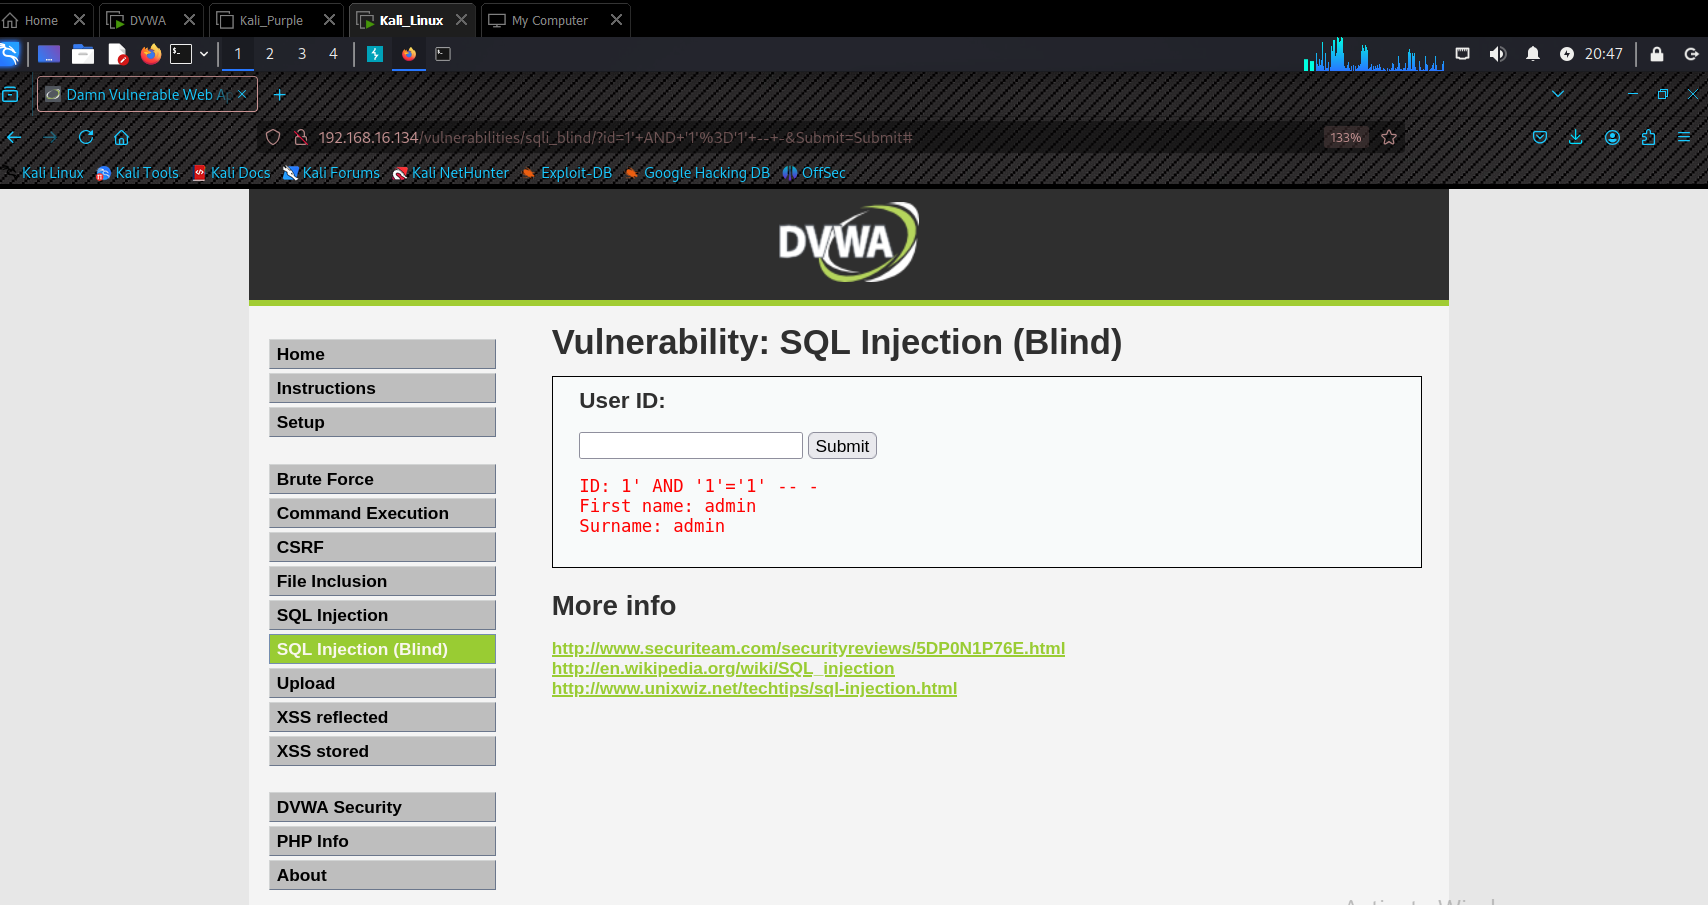 Home DVWA Kali_Purple Kali_Linux My Computer
1 2 3 4 20:47
Damn Vulnerable Web Ap
192.168.16.134/vulnerabilities/sqli_blind/?id=1'+AND+'1'%3D'1'+--+-&Submit=Submit# 133%
Kali Linux Kali Tools Kali Docs Kali Forums Kali NetHunter Exploit-DB Google Hacking DB OffSec
DVWA
Home
Instructions
Setup
Brute Force
Command Execution
CSRF
File Inclusion
SQL Injection
SQL Injection (Blind)
Upload
XSS reflected
XSS stored
DVWA Security
PHP Info
About
Vulnerability: SQL Injection (Blind)
User ID:
Submit
ID: 1' AND '1'='1' -- -
First name: admin
Surname: admin
More info
http://www.securiteam.com/securityreviews/5DP0N1P76E.html
http://en.wikipedia.org/wiki/SQL_injection
http://www.unixwiz.net/techtips/sql-injection.html